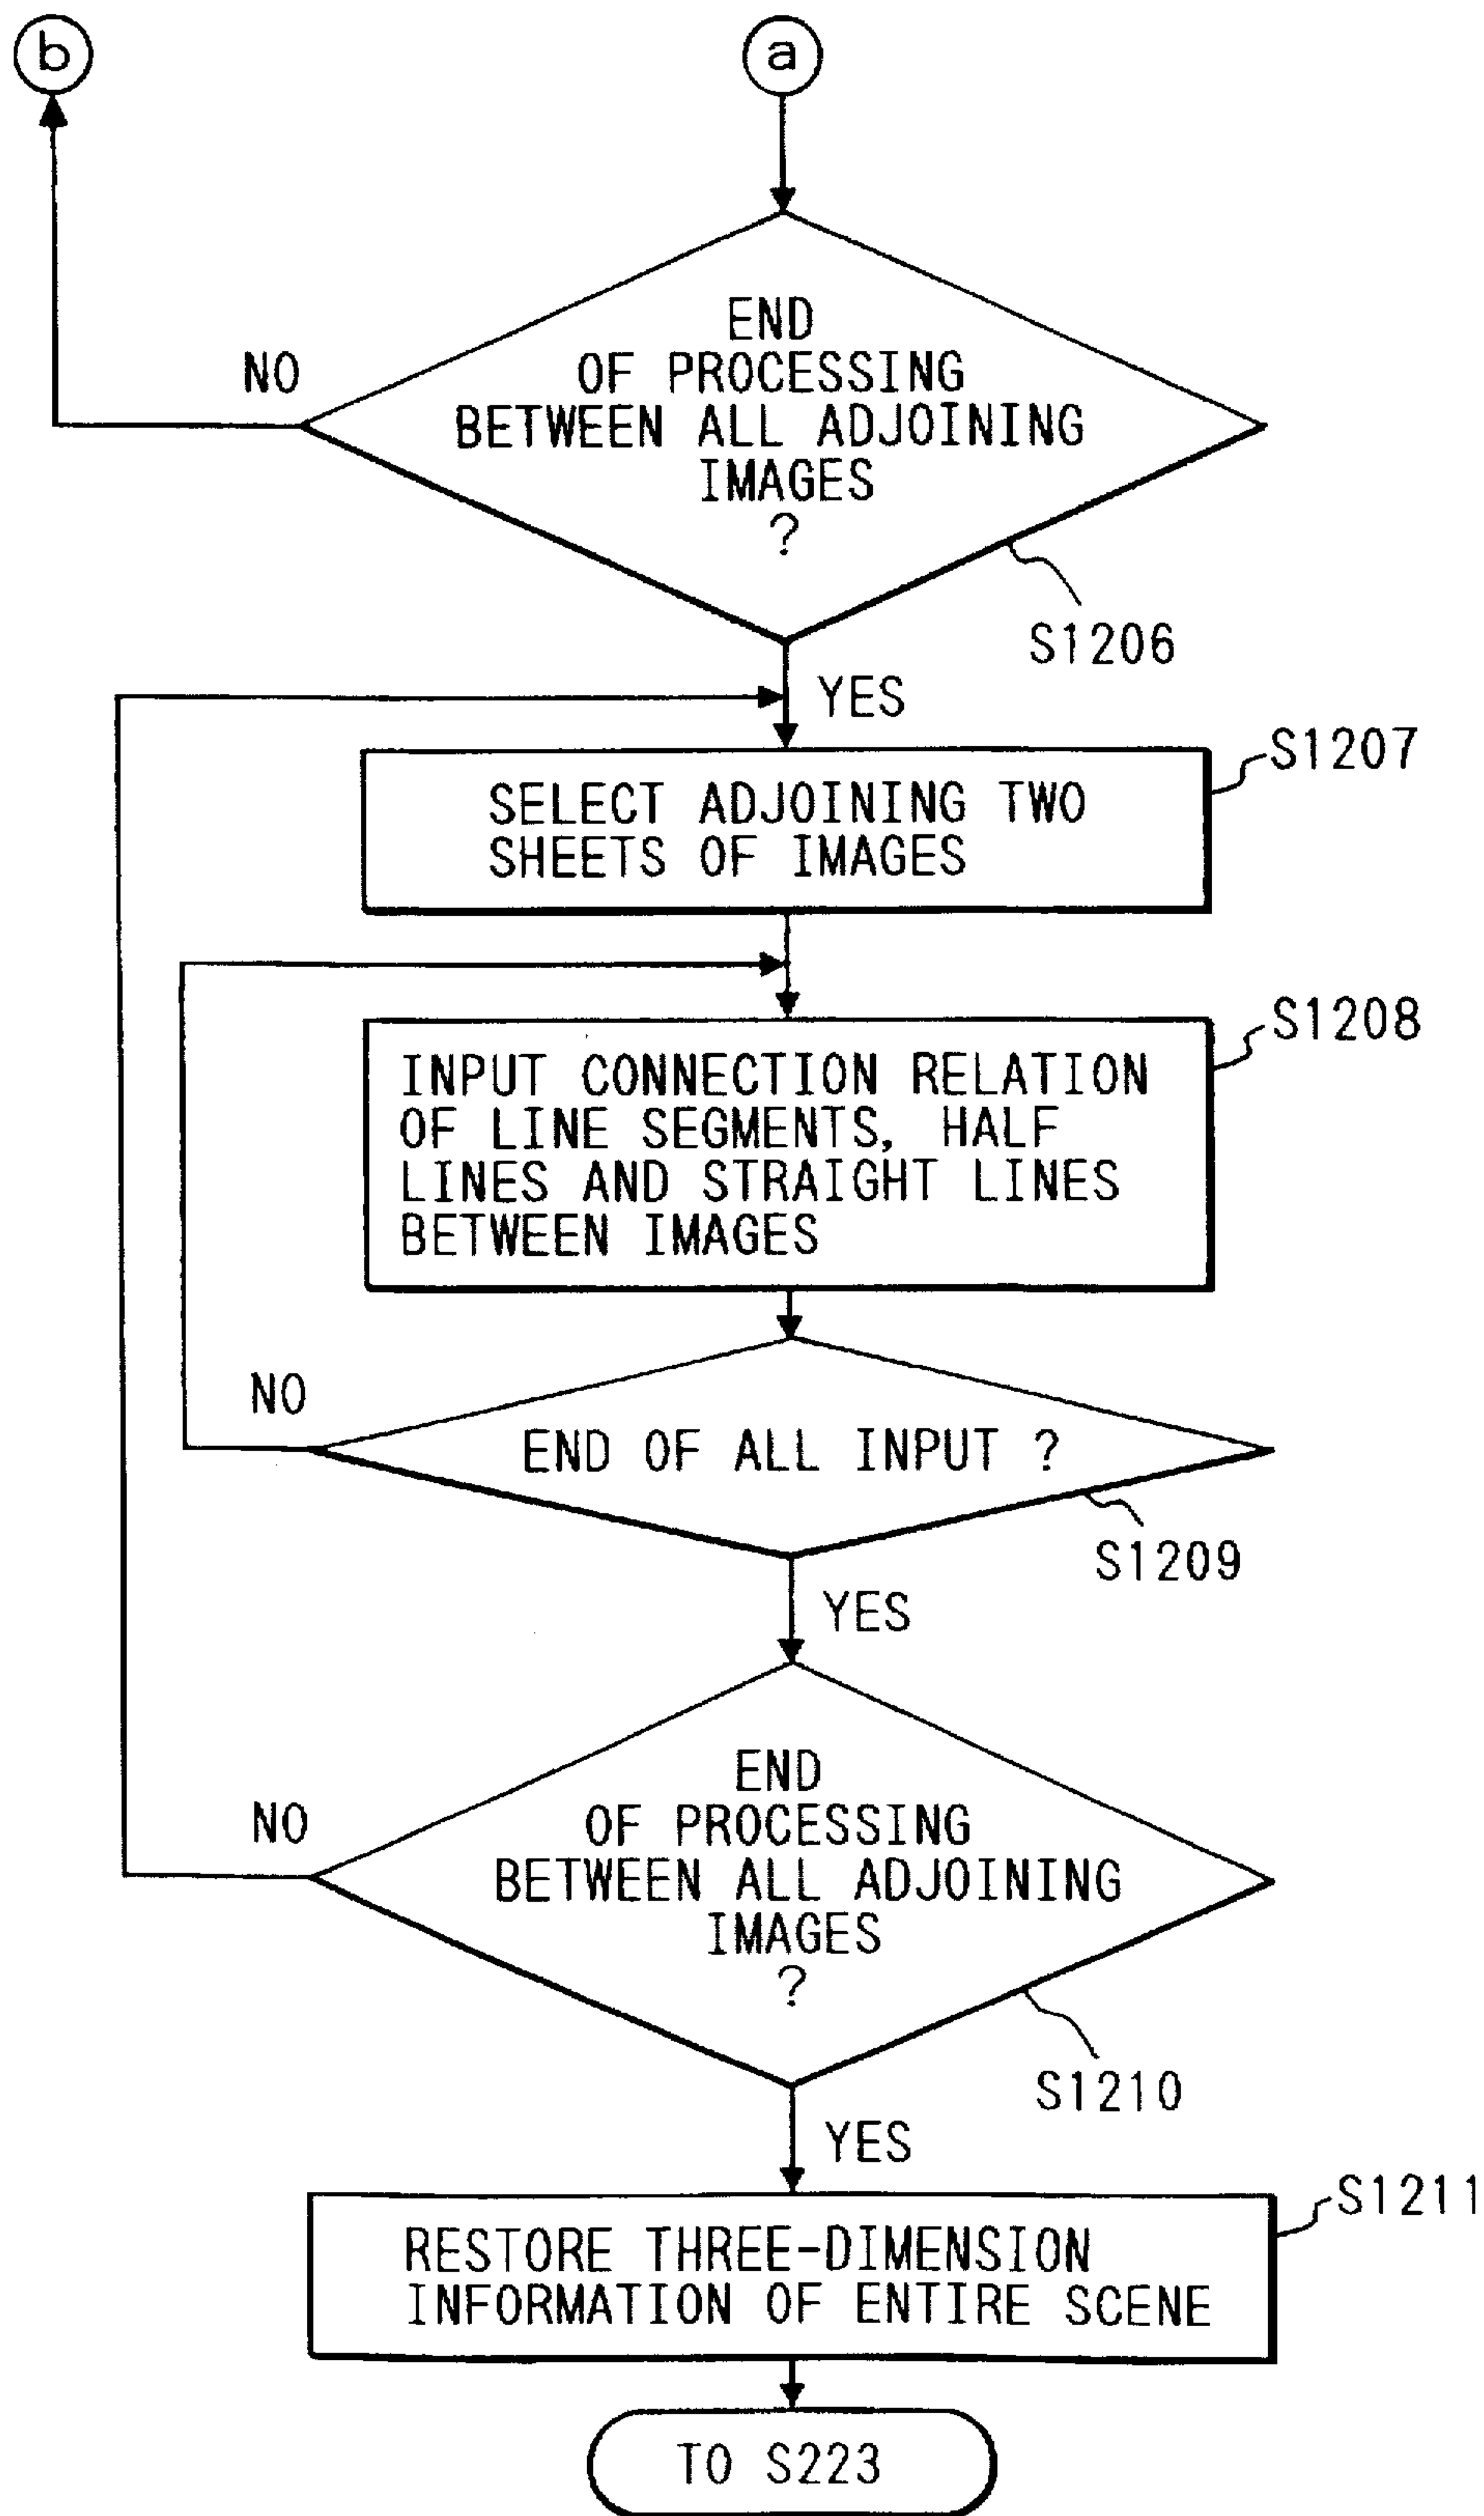 b
a
END
OF PROCESSING
BETWEEN ALL ADJOINING
IMAGES
?
NO
S1206
YES
S1207
SELECT ADJOINING TWO
SHEETS OF IMAGES
S1208
INPUT CONNECTION RELATION
OF LINE SEGMENTS, HALF
LINES AND STRAIGHT LINES
BETWEEN IMAGES
NO
END OF ALL INPUT ?
S1209
YES
END
OF PROCESSING
BETWEEN ALL ADJOINING
IMAGES
?
NO
S1210
YES
S1211
RESTORE THREE-DIMENSION
INFORMATION OF ENTIRE SCENE
TO S223